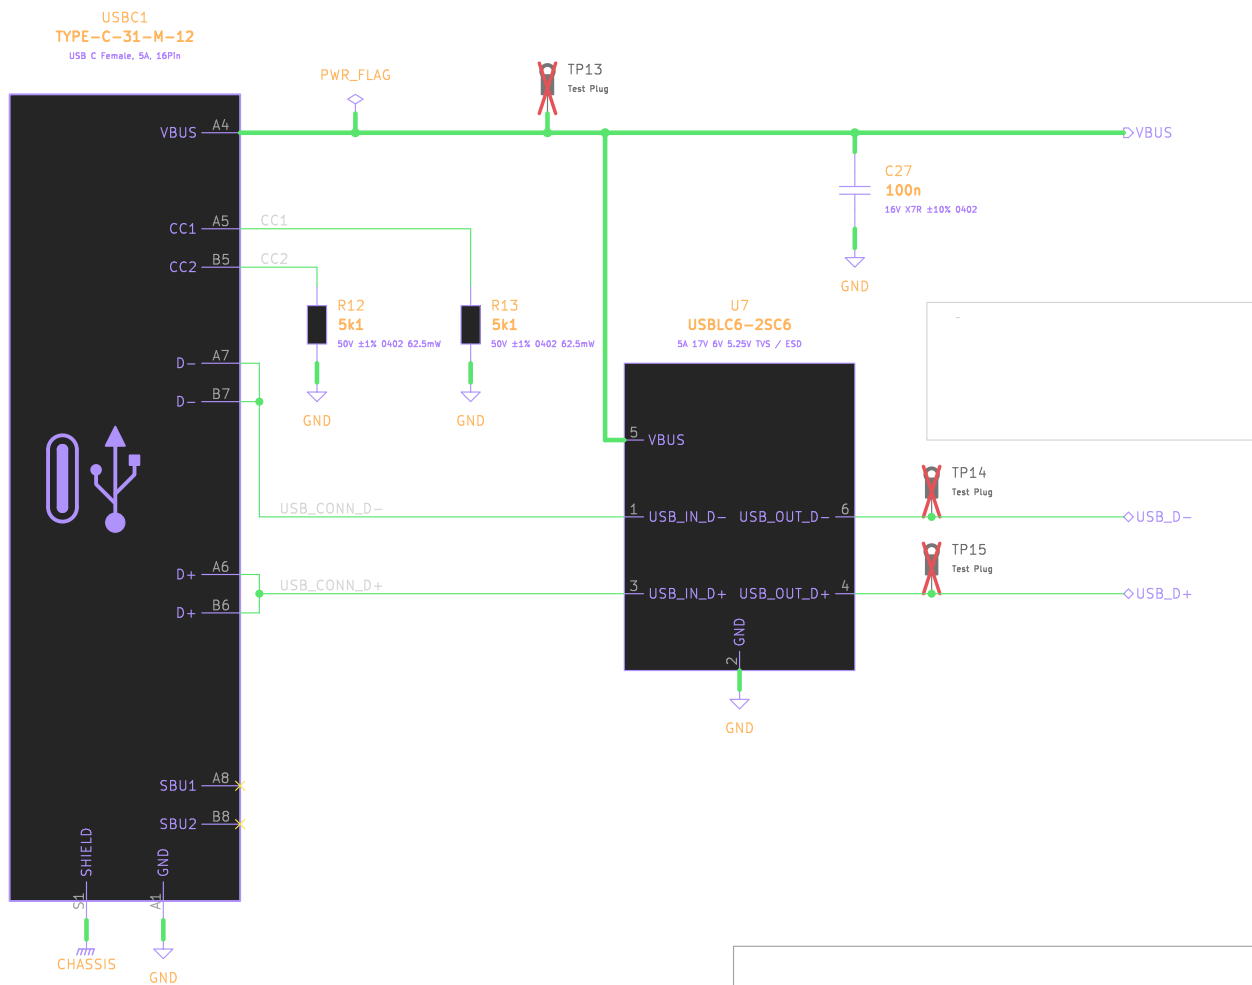 USBC1
TYPE-C-31-M-12
USB C Female, 5A, 16Pin
PWR_FLAG
TP13
Test Plug
VBUS A4
VBUS
C27
100n
16V X7R ±10% 0402
GND
CC1 A5 CC1
CC2 B5 CC2
R12
5k1
50V ±1% 0402 62.5mW
GND
R13
5k1
50V ±1% 0402 62.5mW
GND
U7
USBLC6-2SC6
5A 17V 6V 5.25V TVS / ESD
D- A7
D- B7
5 VBUS
TP14
Test Plug
USB_CONN_D-
1 USB_IN_D- USB_OUT_D- 6
USB_D-
TP15
Test Plug
D+ A6
USB_CONN_D+
3 USB_IN_D+ USB_OUT_D+ 4
USB_D+
D+ B6
GND
2
GND
SBU1 A8
SBU2 B8
SHIELD
S1
CHASSIS
GND
A1
GND